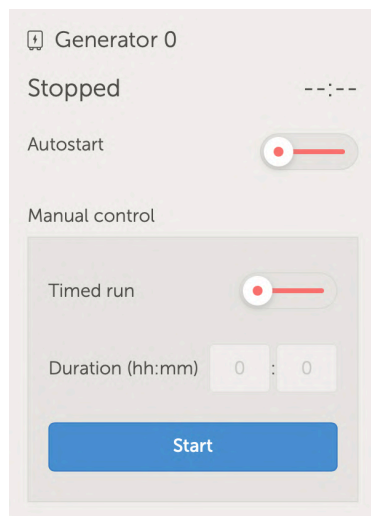 Generator 0
Stopped --:--
Autostart
Manual control
Timed run
Duration (hh:mm) 0 : 0
Start